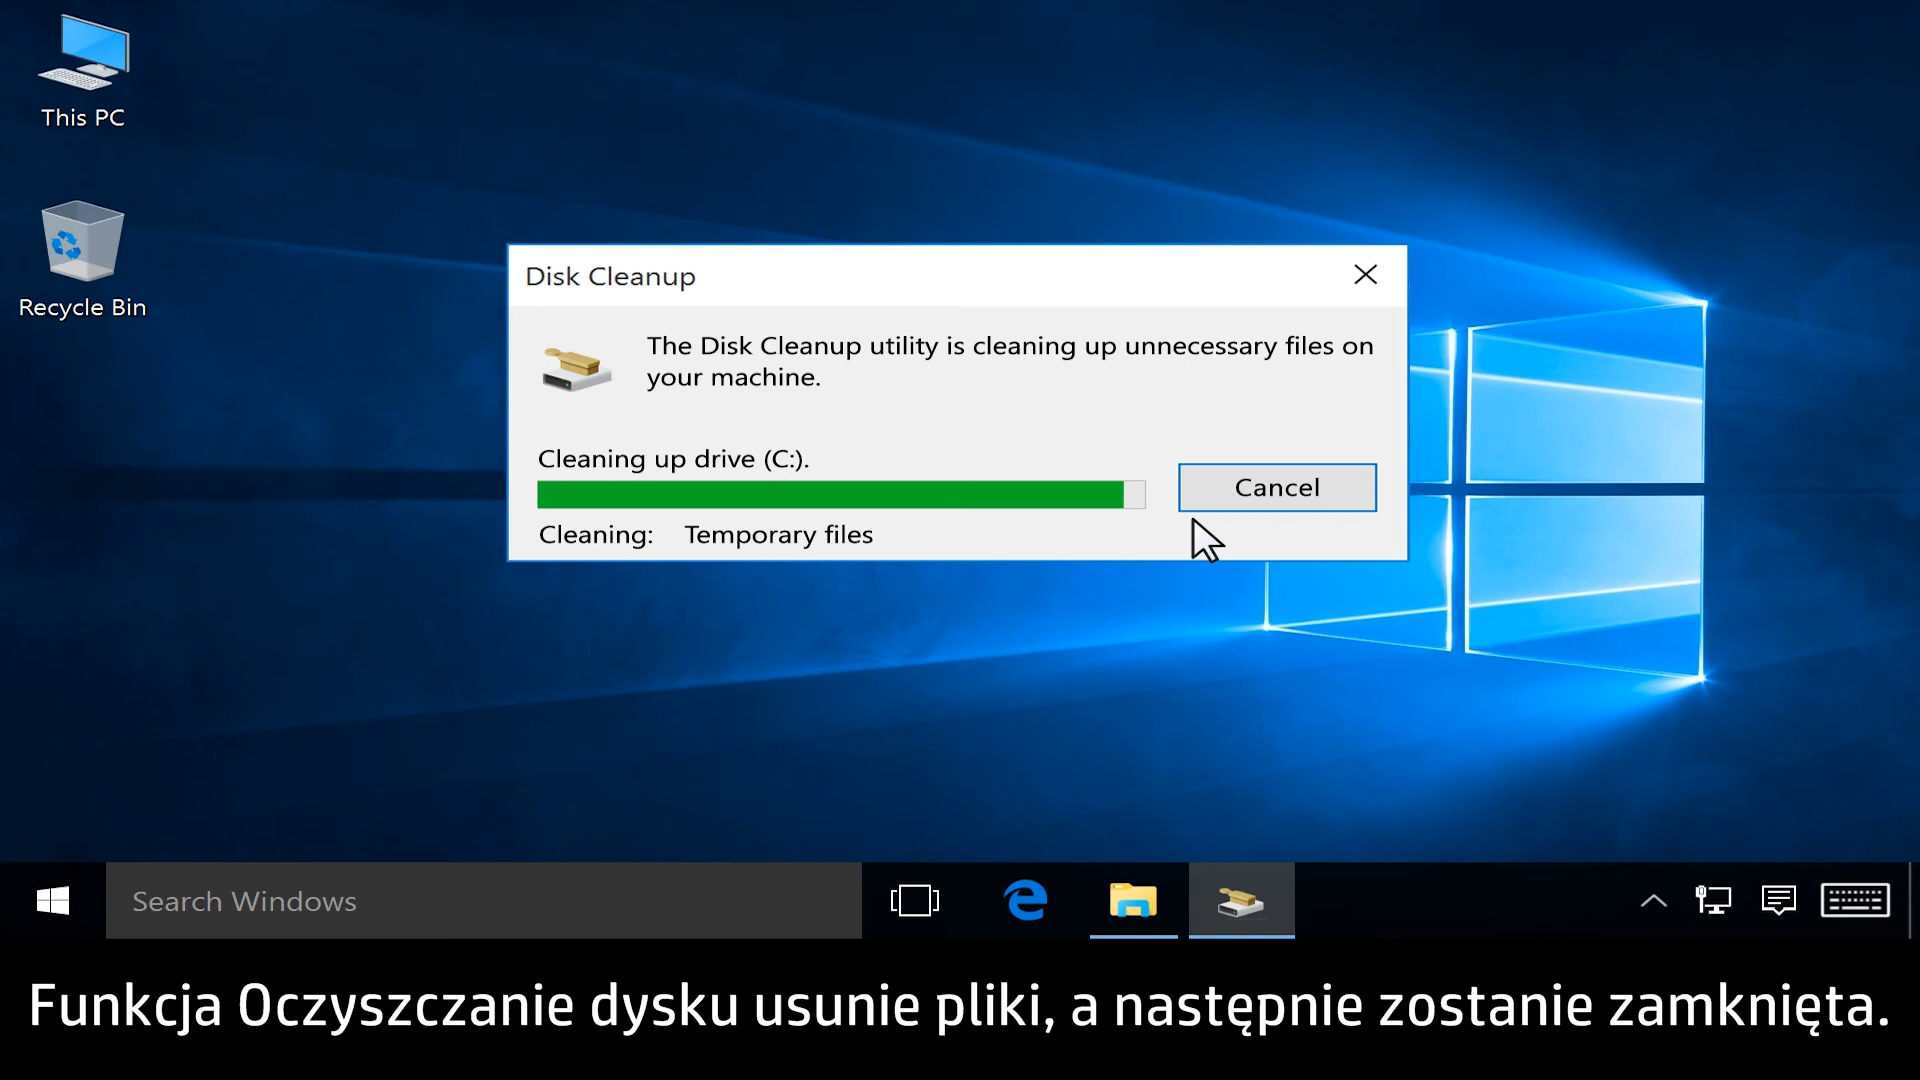 This PC
Recycle Bin
Disk Cleanup
The Disk Cleanup utility is cleaning up unnecessary files on
your machine.
Cleaning up drive (C:).
Cancel
Cleaning: Temporary files
Search Windows
Funkcja Oczyszczanie dysku usunie pliki, a następnie zostanie zamknięta.